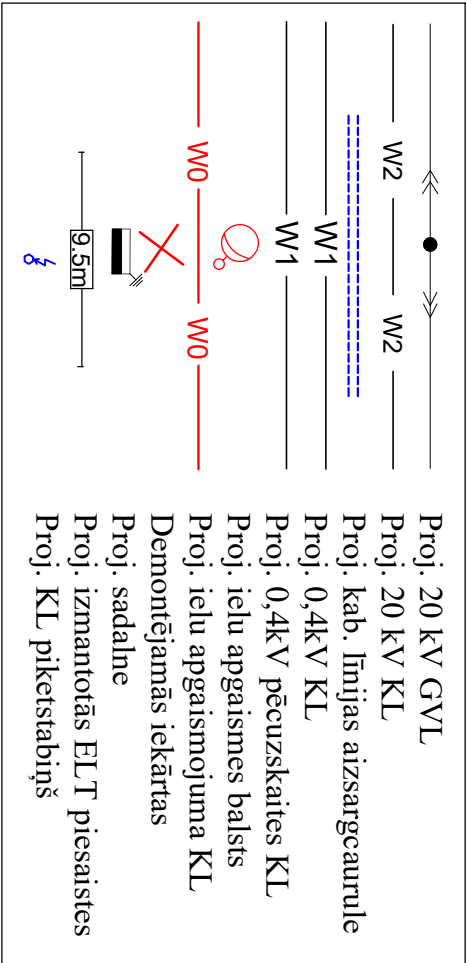 Proj. 20 kV GVL
W2 W2 Proj. 20 kV KL
Proj. kab. līnijas aizsargcaurule
W1 Proj. 0,4kV KL
W1 Proj. 0,4kV pēcuzskaites KL
Proj. ielu apgaismes balsts
W0 W0 Proj. ielu apgaismojuma KL
Demontējamās iekārtas
Proj. sadalne
9.5m Proj. izmantotās ELT piesaistes
Proj. KL piketstabiņš